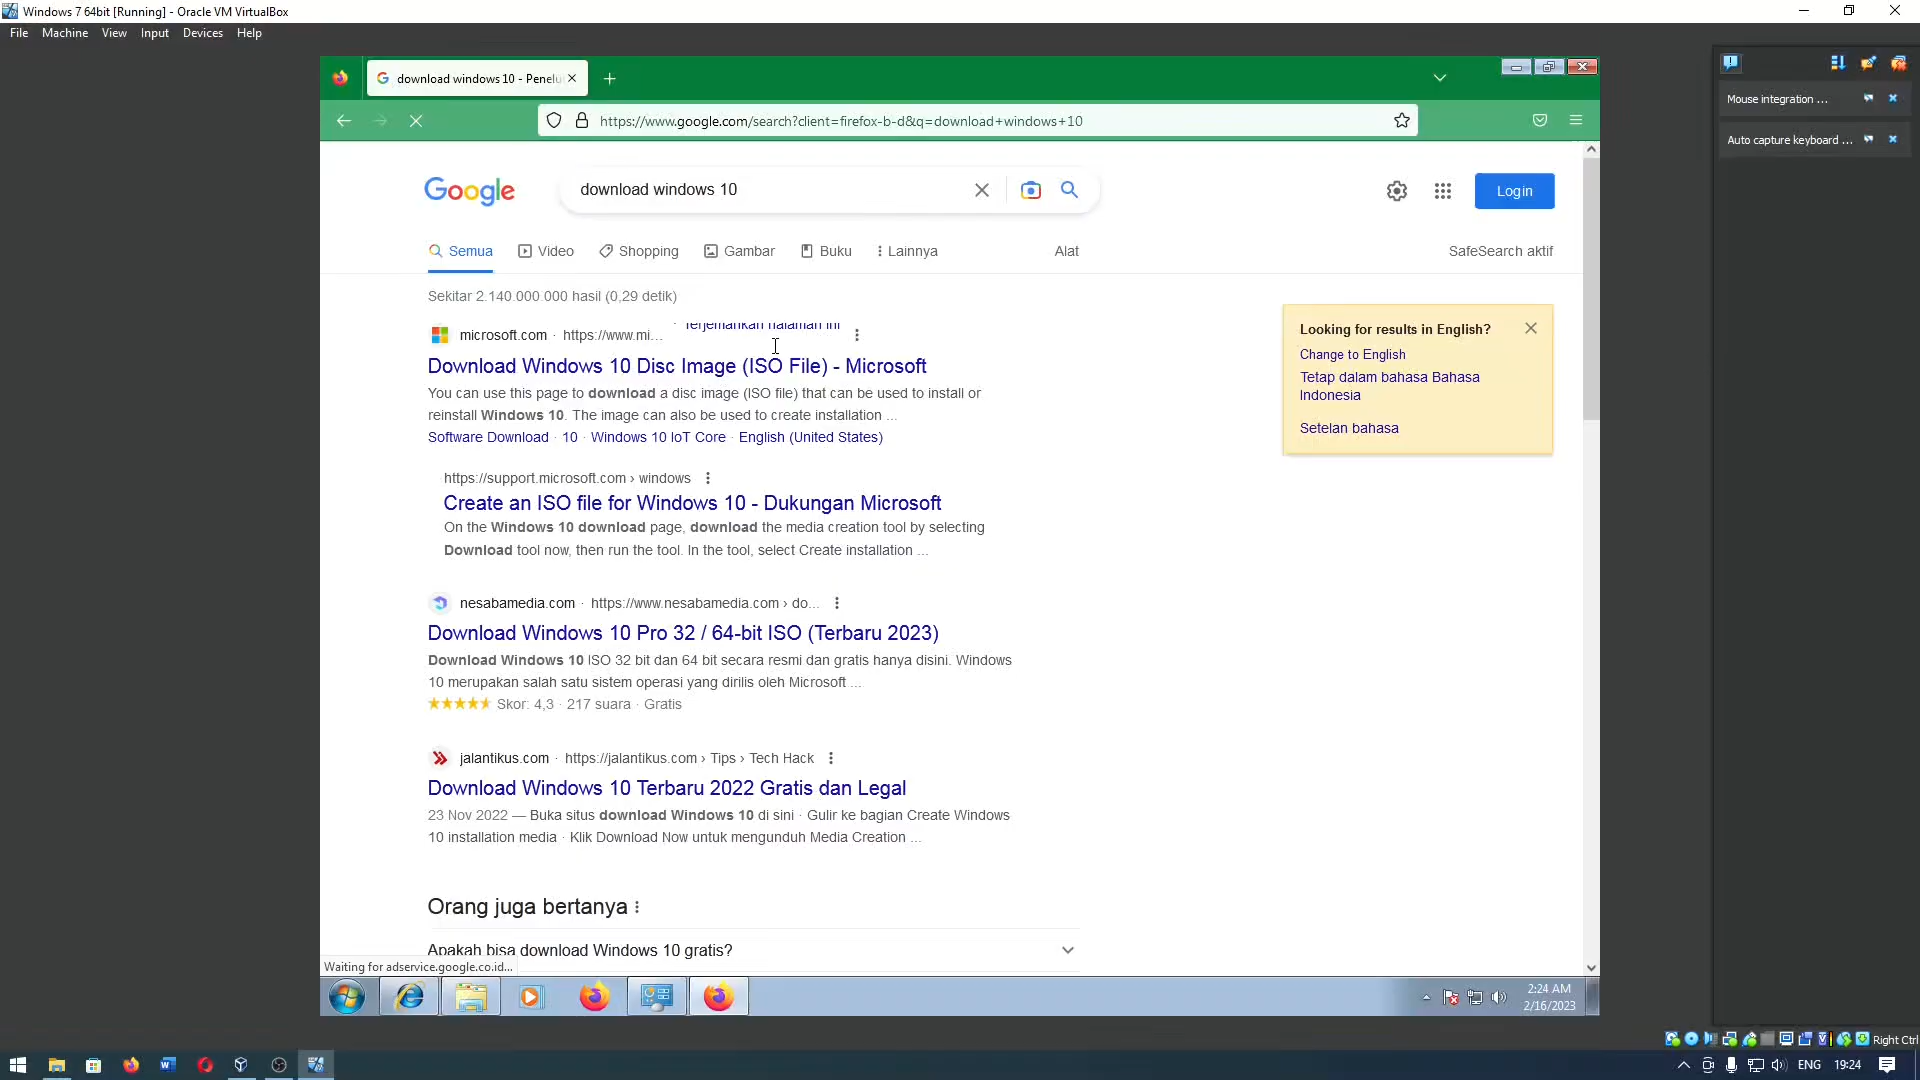 Windows 7 64bit [Running] - Oracle VM VirtualBox
File Machine View Input Devices Help
download windows 10 - Penelu
https://www.google.com/search?client=firefox-b-d&q=download+windows+10
Mouse integration ...
Auto capture keyboard ...
Google
download windows 10
Login
Semua Video Shopping Gambar Buku Lainnya Alat SafeSearch aktif
Sekitar 2.140.000.000 hasil (0,29 detik)
microsoft.com · https://www.mi... · Terjemahkan halaman ini
Download Windows 10 Disc Image (ISO File) - Microsoft
You can use this page to download a disc image (ISO file) that can be used to install or
reinstall Windows 10. The image can also be used to create installation ...
Software Download · 10 · Windows 10 IoT Core · English (United States)
Looking for results in English?
Change to English
Tetap dalam bahasa Bahasa
Indonesia
Setelan bahasa
https://support.microsoft.com › windows
Create an ISO file for Windows 10 - Dukungan Microsoft
On the Windows 10 download page, download the media creation tool by selecting
Download tool now, then run the tool. In the tool, select Create installation ...
nesabamedia.com · https://www.nesabamedia.com › do...
Download Windows 10 Pro 32 / 64-bit ISO (Terbaru 2023)
Download Windows 10 ISO 32 bit dan 64 bit secara resmi dan gratis hanya disini. Windows
10 merupakan salah satu sistem operasi yang dirilis oleh Microsoft ...
Skor: 4,3 · 217 suara · Gratis
jalantikus.com · https://jalantikus.com › Tips › Tech Hack
Download Windows 10 Terbaru 2022 Gratis dan Legal
23 Nov 2022 — Buka situs download Windows 10 di sini · Gulir ke bagian Create Windows
10 installation media · Klik Download Now untuk mengunduh Media Creation ...
Orang juga bertanya
Apakah bisa download Windows 10 gratis?
Waiting for adservice.google.co.id...
2:24 AM
2/16/2023
Right Ctrl
ENG 19:24